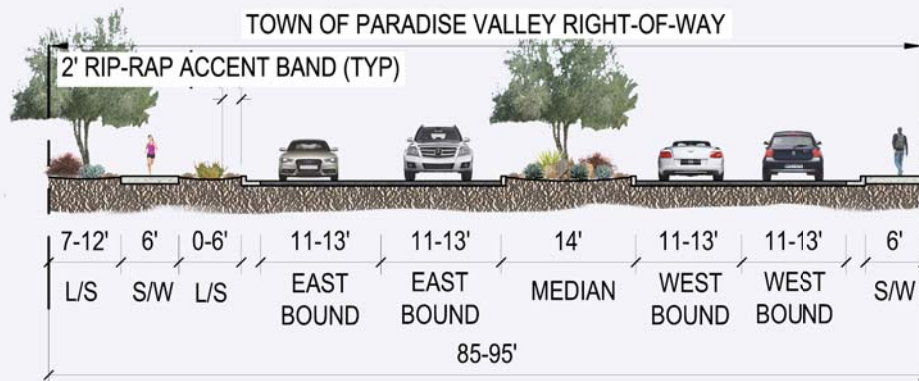 TOWN OF PARADISE VALLEY RIGHT-OF-WAY
2' RIP-RAP ACCENT BAND (TYP)
7-12' 6' 0-6' 11-13' 11-13' 14' 11-13' 11-13' 6'
L/S S/W L/S EAST BOUND EAST BOUND MEDIAN WEST BOUND WEST BOUND S/W
85-95'